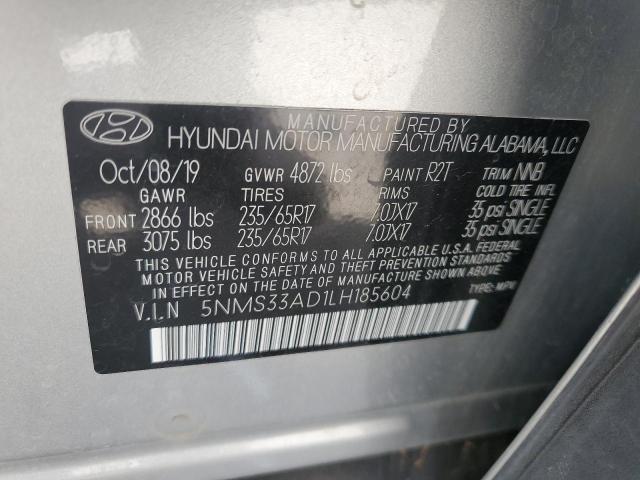 MANUFACTURED BY
HYUNDAI MOTOR MANUFACTURING ALABAMA, LLC
Oct/08/19 GVWR 4872 lbs PAINT R2T TRIM NNB
GAWR TIRES RIMS COLD TIRE INFL.
FRONT 2866 lbs 235/65R17 7.0JX17 35 psi SINGLE
REAR 3075 lbs 235/65R17 7.0JX17 35 psi SINGLE
THIS VEHICLE CONFORMS TO ALL APPLICABLE U.S.A. FEDERAL
MOTOR VEHICLE SAFETY AND THEFT PREVENTION STANDARDS
IN EFFECT ON THE DATE OF MANUFACTURE SHOWN ABOVE.
V.I.N 5NMS33AD1LH185604 TYPE: MPV